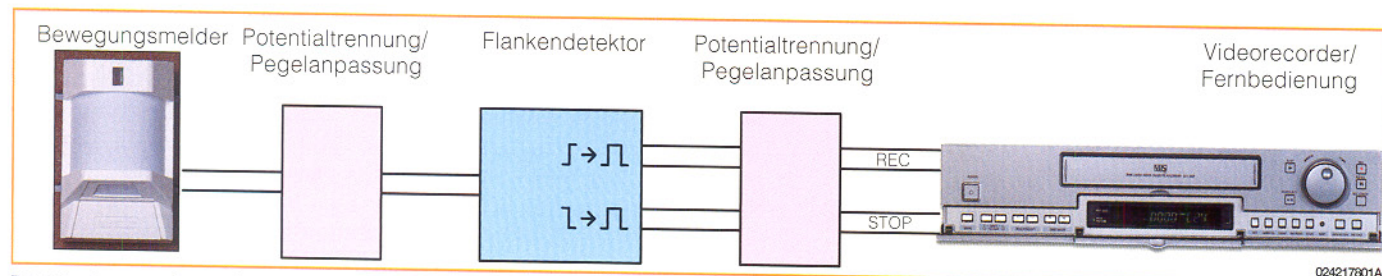 Bewegungsmelder
Potentialtrennung/
Pegelanpassung
Flankendetektor
Potentialtrennung/
Pegelanpassung
Videorecorder/
Fernbedienung
REC
STOP
024217801A